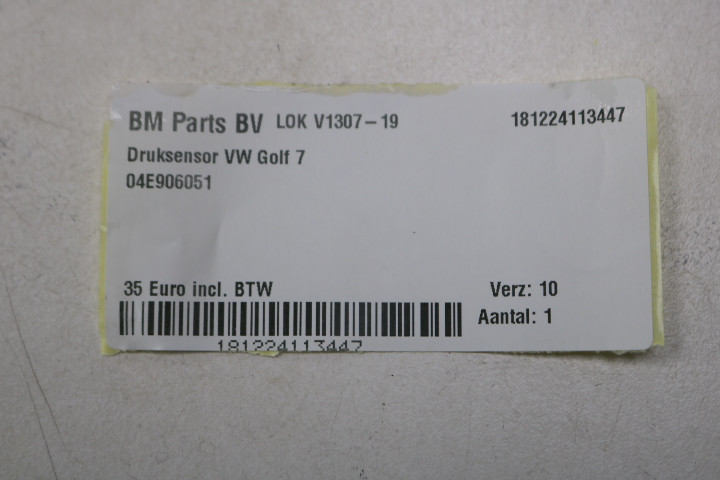 BM Parts BV LOK V1307-19 181224113447
Druksensor VW Golf 7
04E906051
35 Euro incl. BTW Verz: 10
Aantal: 1
181224113447